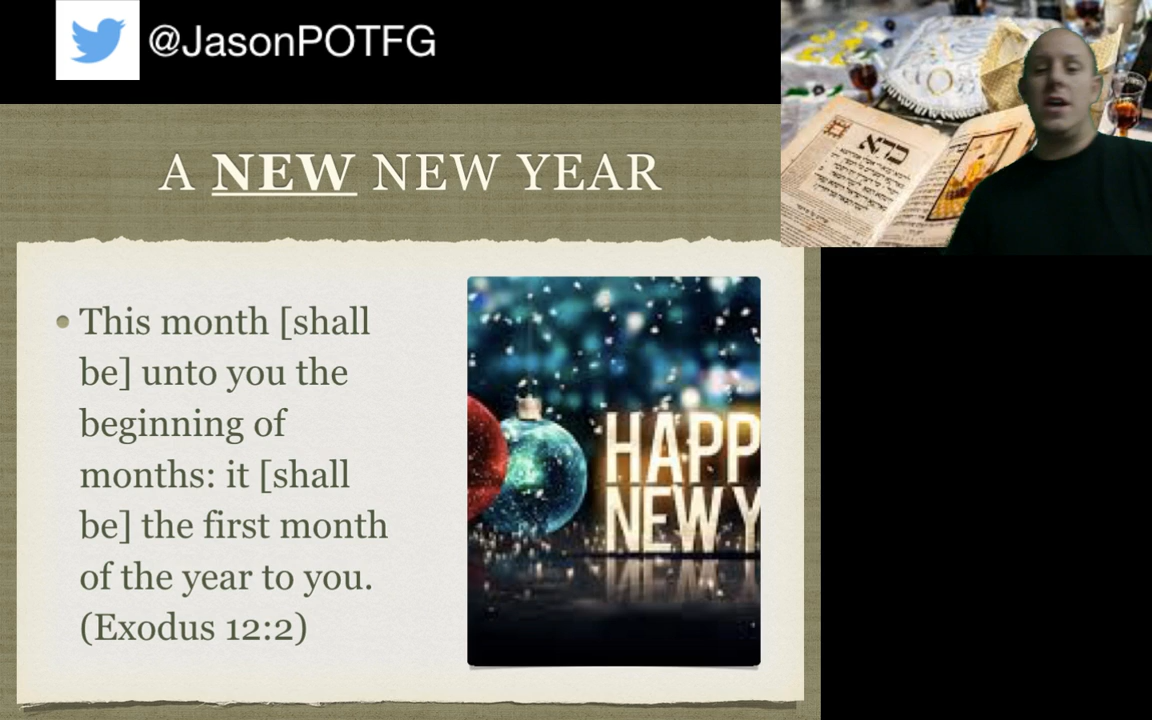 @JasonPOTFG
A NEW NEW YEAR
• This month [shall
be] unto you the
beginning of
months: it [shall
be] the first month
of the year to you.
(Exodus 12:2)
HAPP
NEW Y